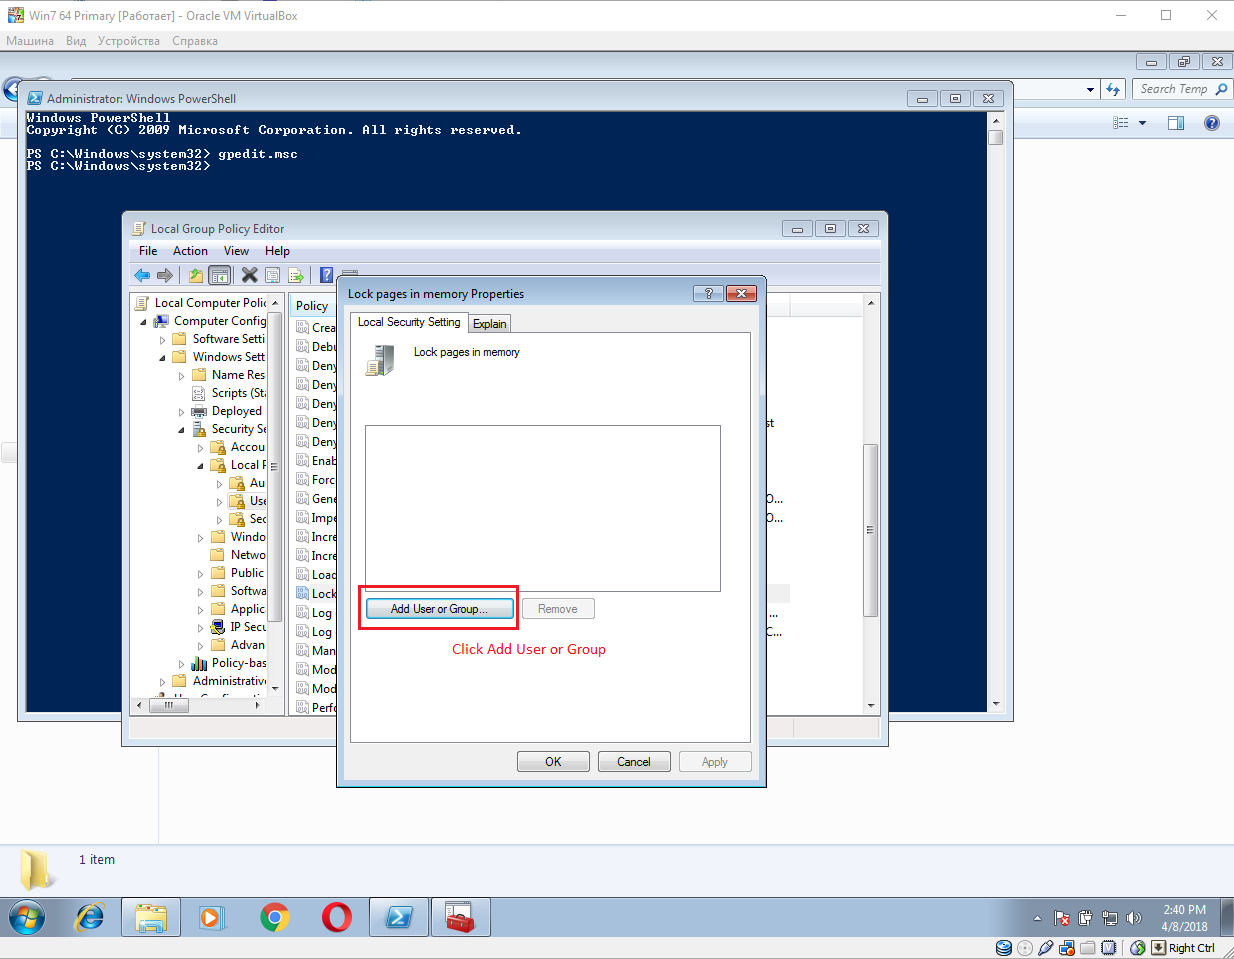 Win7 64 Primary [Работает] - Oracle VM VirtualBox
Машина Вид Устройства Справка
Search Temp
Administrator: Windows PowerShell
Windows PowerShell
Copyright (C) 2009 Microsoft Corporation. All rights reserved.
PS C:\Windows\system32> gpedit.msc
PS C:\Windows\system32>
Local Group Policy Editor
File Action View Help
Local Computer Polic
Computer Config
Software Setti
Windows Sett
Name Res
Scripts (Sta
Deployed
Security Se
Accou
Local P
Au
Use
Sec
Windo
Netwo
Public
Softwa
Applic
IP Secu
Advan
Policy-bas
Administrative
Policy
Crea
Debu
Deny
Deny
Deny
Deny
Deny
Enab
Forc
Gene
Impe
Incre
Incre
Load
Lock
Log
Log
Man
Mod
Mod
Perfo
st
O...
O...
...
C...
Lock pages in memory Properties
Local Security Setting Explain
Lock pages in memory
Add User or Group... Remove
Click Add User or Group
OK Cancel Apply
1 item
2:40 PM
4/8/2018
Right Ctrl